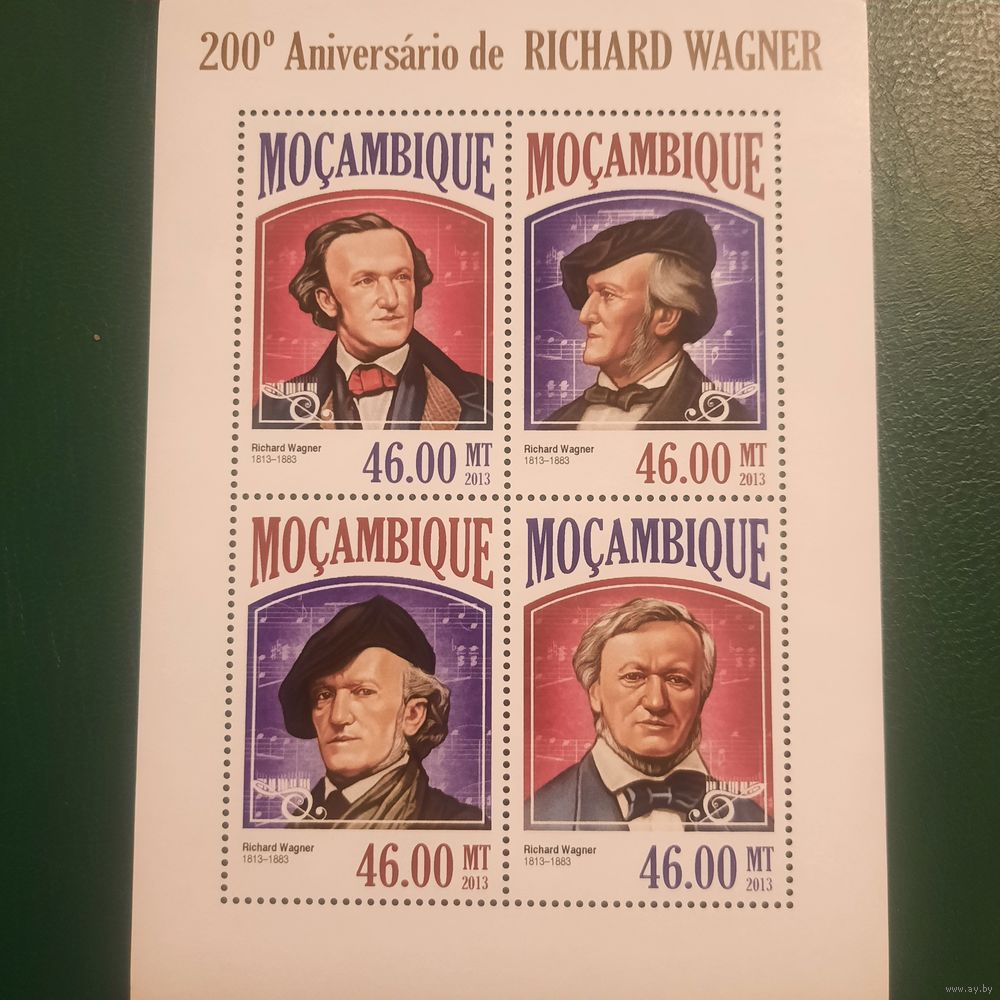 200º Aniversário de RICHARD WAGNER
MOÇAMBIQUE
Richard Wagner
1813–1883
46.00 MT
2013
MOÇAMBIQUE
Richard Wagner
1813–1883
46.00 MT
2013
MOÇAMBIQUE
Richard Wagner
1813–1883
46.00 MT
2013
MOÇAMBIQUE
Richard Wagner
1813–1883
46.00 MT
2013
www.ay.by